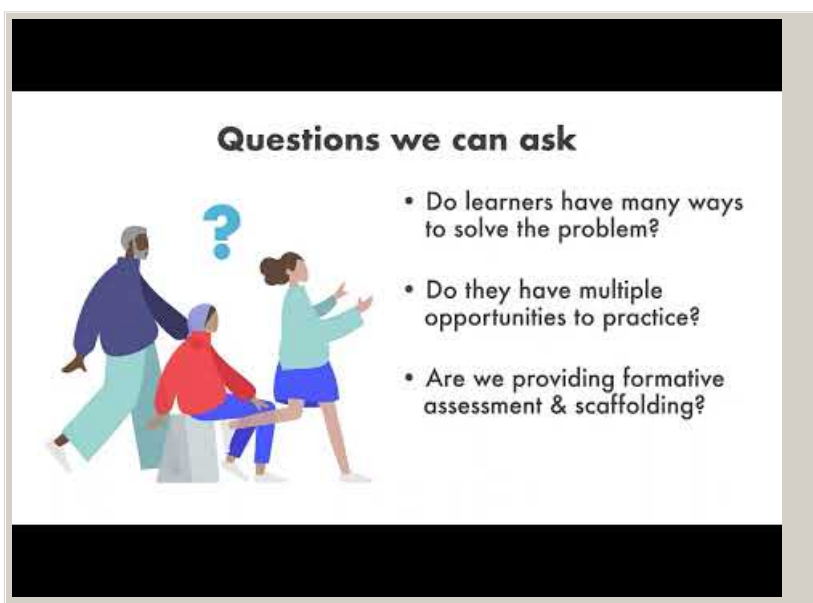 Questions we can ask
?
• Do learners have many ways
to solve the problem?
• Do they have multiple
opportunities to practice?
• Are we providing formative
assessment & scaffolding?